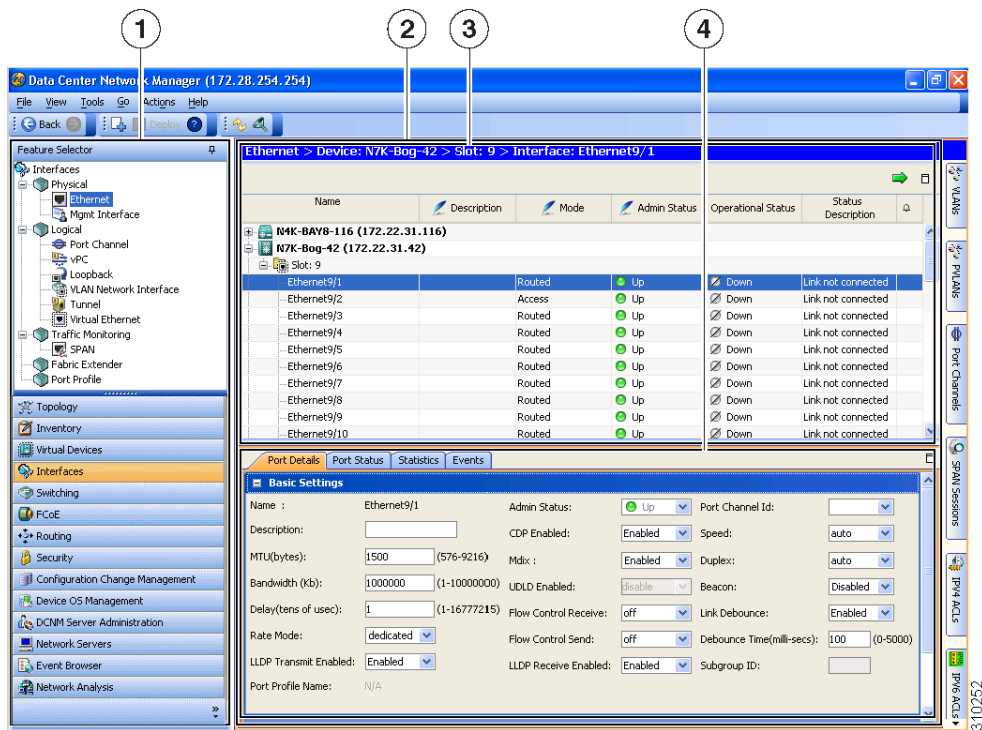 1
2
3
4
Data Center Network Manager (172.28.254.254)
File View Tools Go Actions Help
Back Deploy ?
Feature Selector
Interfaces
Physical
Ethernet
Mgmt Interface
Logical
Port Channel
vPC
Loopback
VLAN Network Interface
Tunnel
Virtual Ethernet
Traffic Monitoring
SPAN
Fabric Extender
Port Profile
Topology
Inventory
Virtual Devices
Interfaces
Switching
FCoE
Routing
Security
Configuration Change Management
Device OS Management
DCNM Server Administration
Network Servers
Event Browser
Network Analysis
Ethernet > Device: N7K-Bog-42 > Slot: 9 > Interface: Ethernet9/1
Name Description Mode Admin Status Operational Status Status Description
N4K-BAY8-116 (172.22.31.116)
N7K-Bog-42 (172.22.31.42)
Slot: 9
Ethernet9/1 Routed Up Down Link not connected
Ethernet9/2 Access Up Down Link not connected
Ethernet9/3 Routed Up Down Link not connected
Ethernet9/4 Routed Up Down Link not connected
Ethernet9/5 Routed Up Down Link not connected
Ethernet9/6 Routed Up Down Link not connected
Ethernet9/7 Routed Up Down Link not connected
Ethernet9/8 Routed Up Down Link not connected
Ethernet9/9 Routed Up Down Link not connected
Ethernet9/10 Routed Up Down Link not connected
Port Details Port Status Statistics Events
Basic Settings
Name : Ethernet9/1 Admin Status: Up Port Channel Id:
Description: CDP Enabled: Enabled Speed: auto
MTU(bytes): 1500 (576-9216) Mdix : Enabled Duplex: auto
Bandwidth (Kb): 1000000 (1-10000000) UDLD Enabled: disable Beacon: Disabled
Delay(tens of usec): 1 (1-16777215) Flow Control Receive: off Link Debounce: Enabled
Rate Mode: dedicated Flow Control Send: off Debounce Time(milli-secs): 100 (0-5000)
LLDP Transmit Enabled: Enabled LLDP Receive Enabled: Enabled Subgroup ID:
Port Profile Name: N/A
VLANs
PVLANs
Port Channels
SPAN Sessions
IPV4 ACLs
IPV6 ACLs
310252